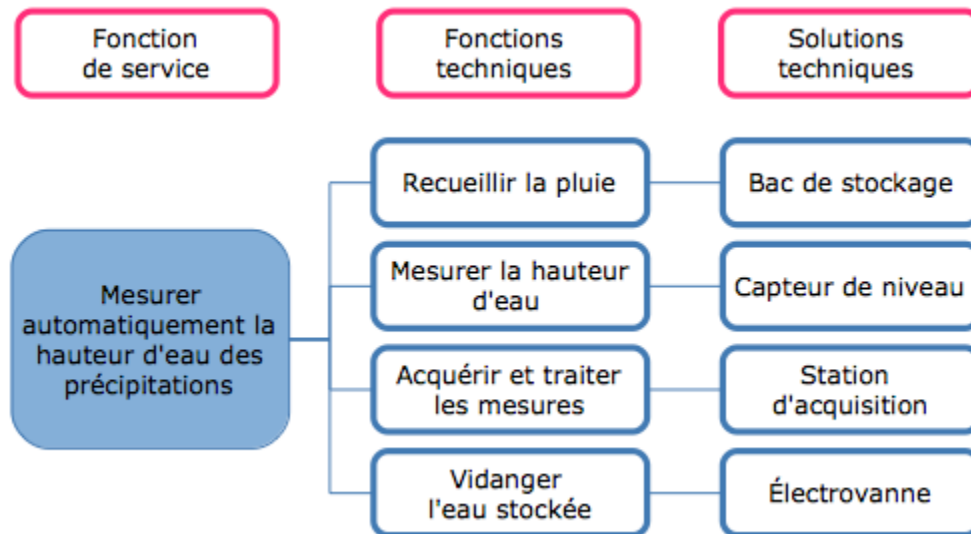 Fonction
de service
Fonctions
techniques
Solutions
techniques
Mesurer
automatiquement la
hauteur d'eau des
précipitations
Recueillir la pluie
Bac de stockage
Mesurer la hauteur
d'eau
Capteur de niveau
Acquérir et traiter
les mesures
Station
d'acquisition
Vidanger
l'eau stockée
Électrovanne